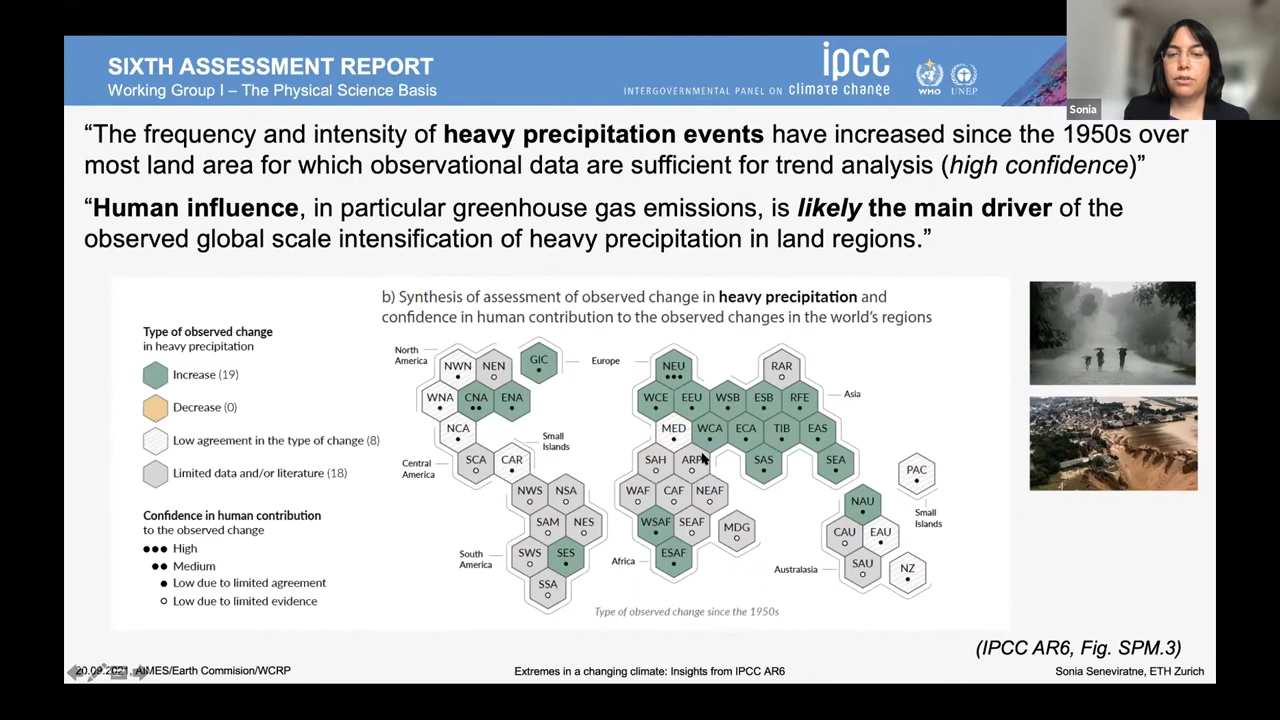 SIXTH ASSESSMENT REPORT
Working Group I – The Physical Science Basis
INTERGOVERNMENTAL PANEL ON climate change
ipcc
WMO
UNEP
Sonia
“The frequency and intensity of heavy precipitation events have increased since the 1950s over
most land area for which observational data are sufficient for trend analysis (high confidence)”
“Human influence, in particular greenhouse gas emissions, is likely the main driver of the
observed global scale intensification of heavy precipitation in land regions.”
b) Synthesis of assessment of observed change in heavy precipitation and
confidence in human contribution to the observed changes in the world's regions
Type of observed change
in heavy precipitation
Increase (19)
Decrease (0)
Low agreement in the type of change (8)
Limited data and/or literature (18)
Confidence in human contribution
to the observed change
High
Medium
Low due to limited agreement
Low due to limited evidence
North
America
NWN NEN GIC
WNA CNA ENA
NCA
Central
America
SCA CAR
Small
Islands
NWS NSA
SAM NES
South
America
SWS SES
SSA
Europe
NEU RAR
WCE EEU WSB ESB RFE
Asia
MED WCA ECA TIB EAS
SAH ARP SAS SEA
WAF CAF NEAF
WSAF SEAF MDG
Africa
ESAF
PAC
Small
Islands
NAU
CAU EAU
Australasia
SAU NZ
Type of observed change since the 1950s
(IPCC AR6, Fig. SPM.3)
20.09.2021, AIMES/Earth Commision/WCRP
Extremes in a changing climate: Insights from IPCC AR6
Sonia Seneviratne, ETH Zurich